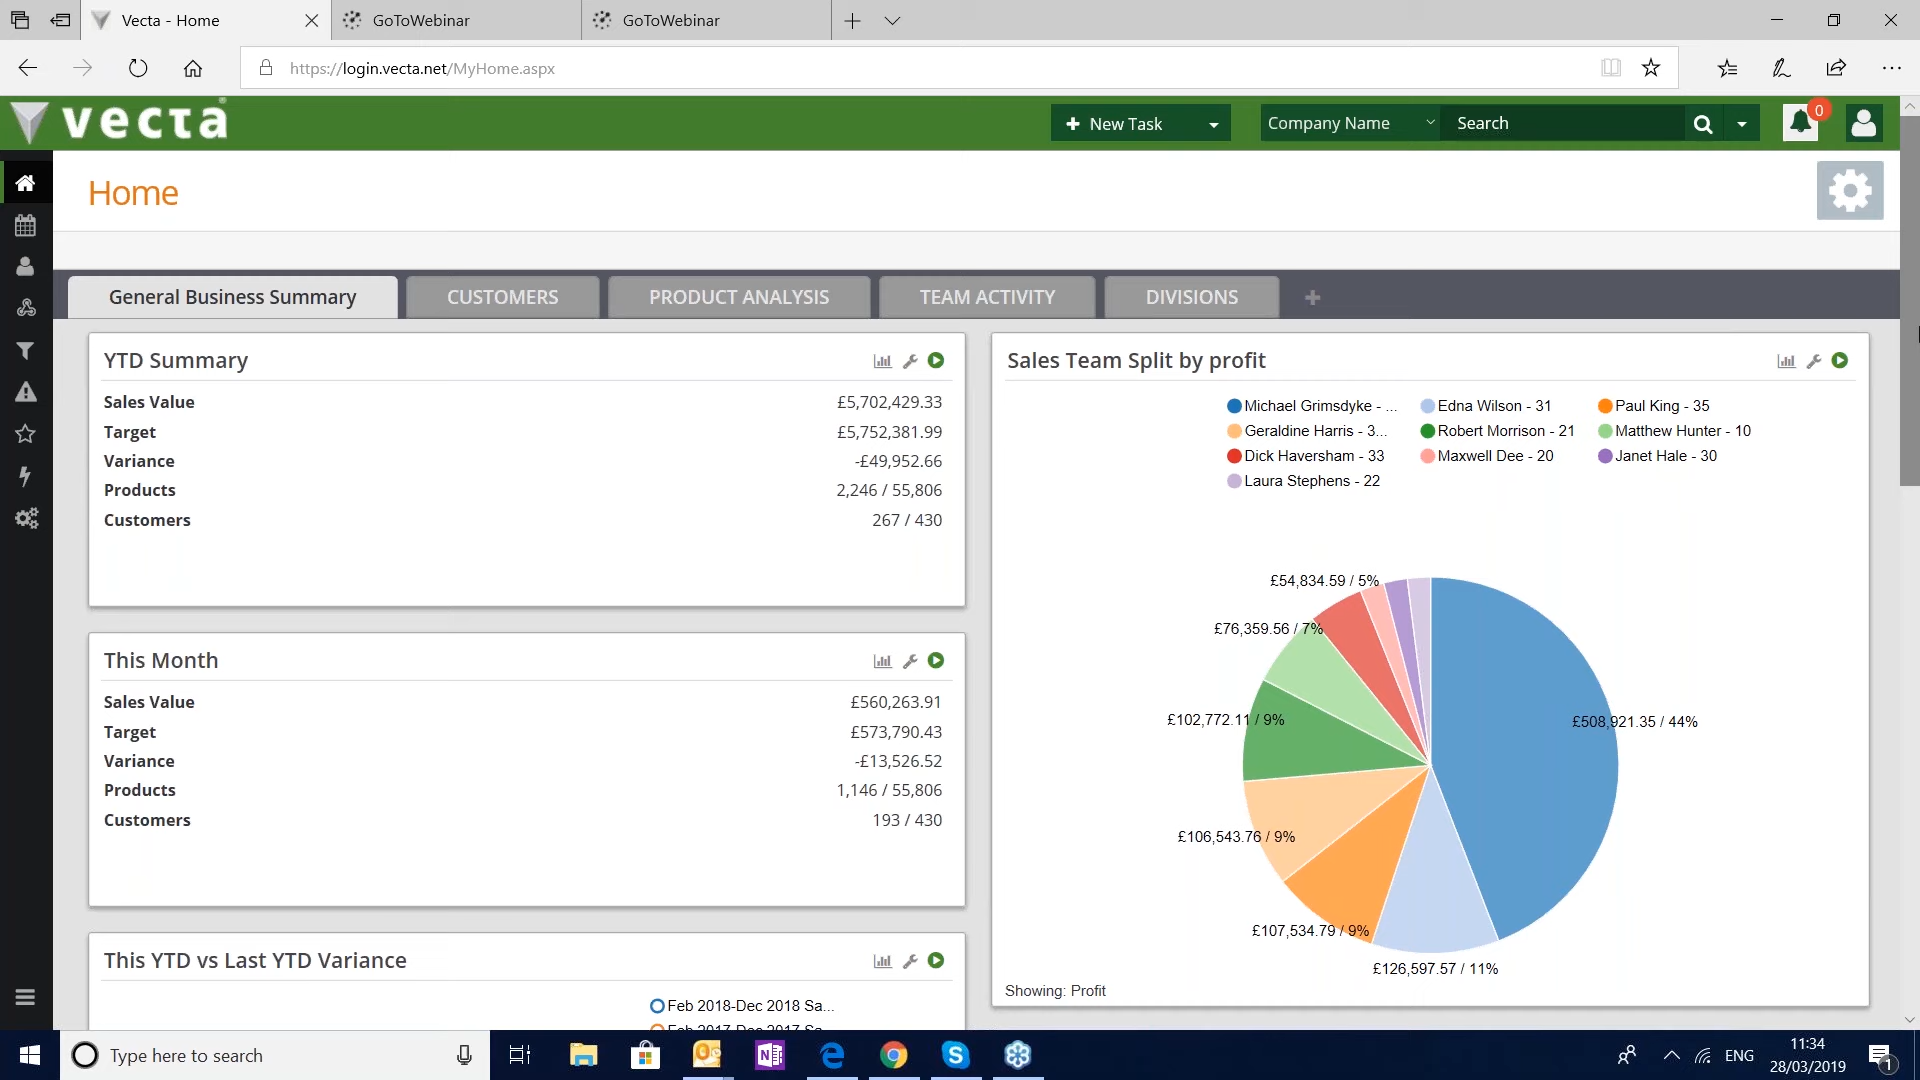 Vecta - Home
GoToWebinar
GoToWebinar
https://login.vecta.net/MyHome.aspx
vecta
New Task
Company Name
Search
0
Home
General Business Summary
CUSTOMERS
PRODUCT ANALYSIS
TEAM ACTIVITY
DIVISIONS
YTD Summary
Sales Value £5,702,429.33
Target £5,752,381.99
Variance -£49,952.66
Products 2,246 / 55,806
Customers 267 / 430
This Month
Sales Value £560,263.91
Target £573,790.43
Variance -£13,526.52
Products 1,146 / 55,806
Customers 193 / 430
This YTD vs Last YTD Variance
Feb 2018-Dec 2018 Sa...
Feb 2017-Dec 2017 Sa...
Sales Team Split by profit
Michael Grimsdyke - ... Edna Wilson - 31 Paul King - 35
Geraldine Harris - 3... Robert Morrison - 21 Matthew Hunter - 10
Dick Haversham - 33 Maxwell Dee - 20 Janet Hale - 30
Laura Stephens - 22
£54,834.59 / 5%
£76,359.56 / 7%
£102,772.11 / 9%
£508,921.35 / 44%
£106,543.76 / 9%
£107,534.79 / 9%
£126,597.57 / 11%
Showing: Profit
Type here to search
ENG
11:34
28/03/2019
1